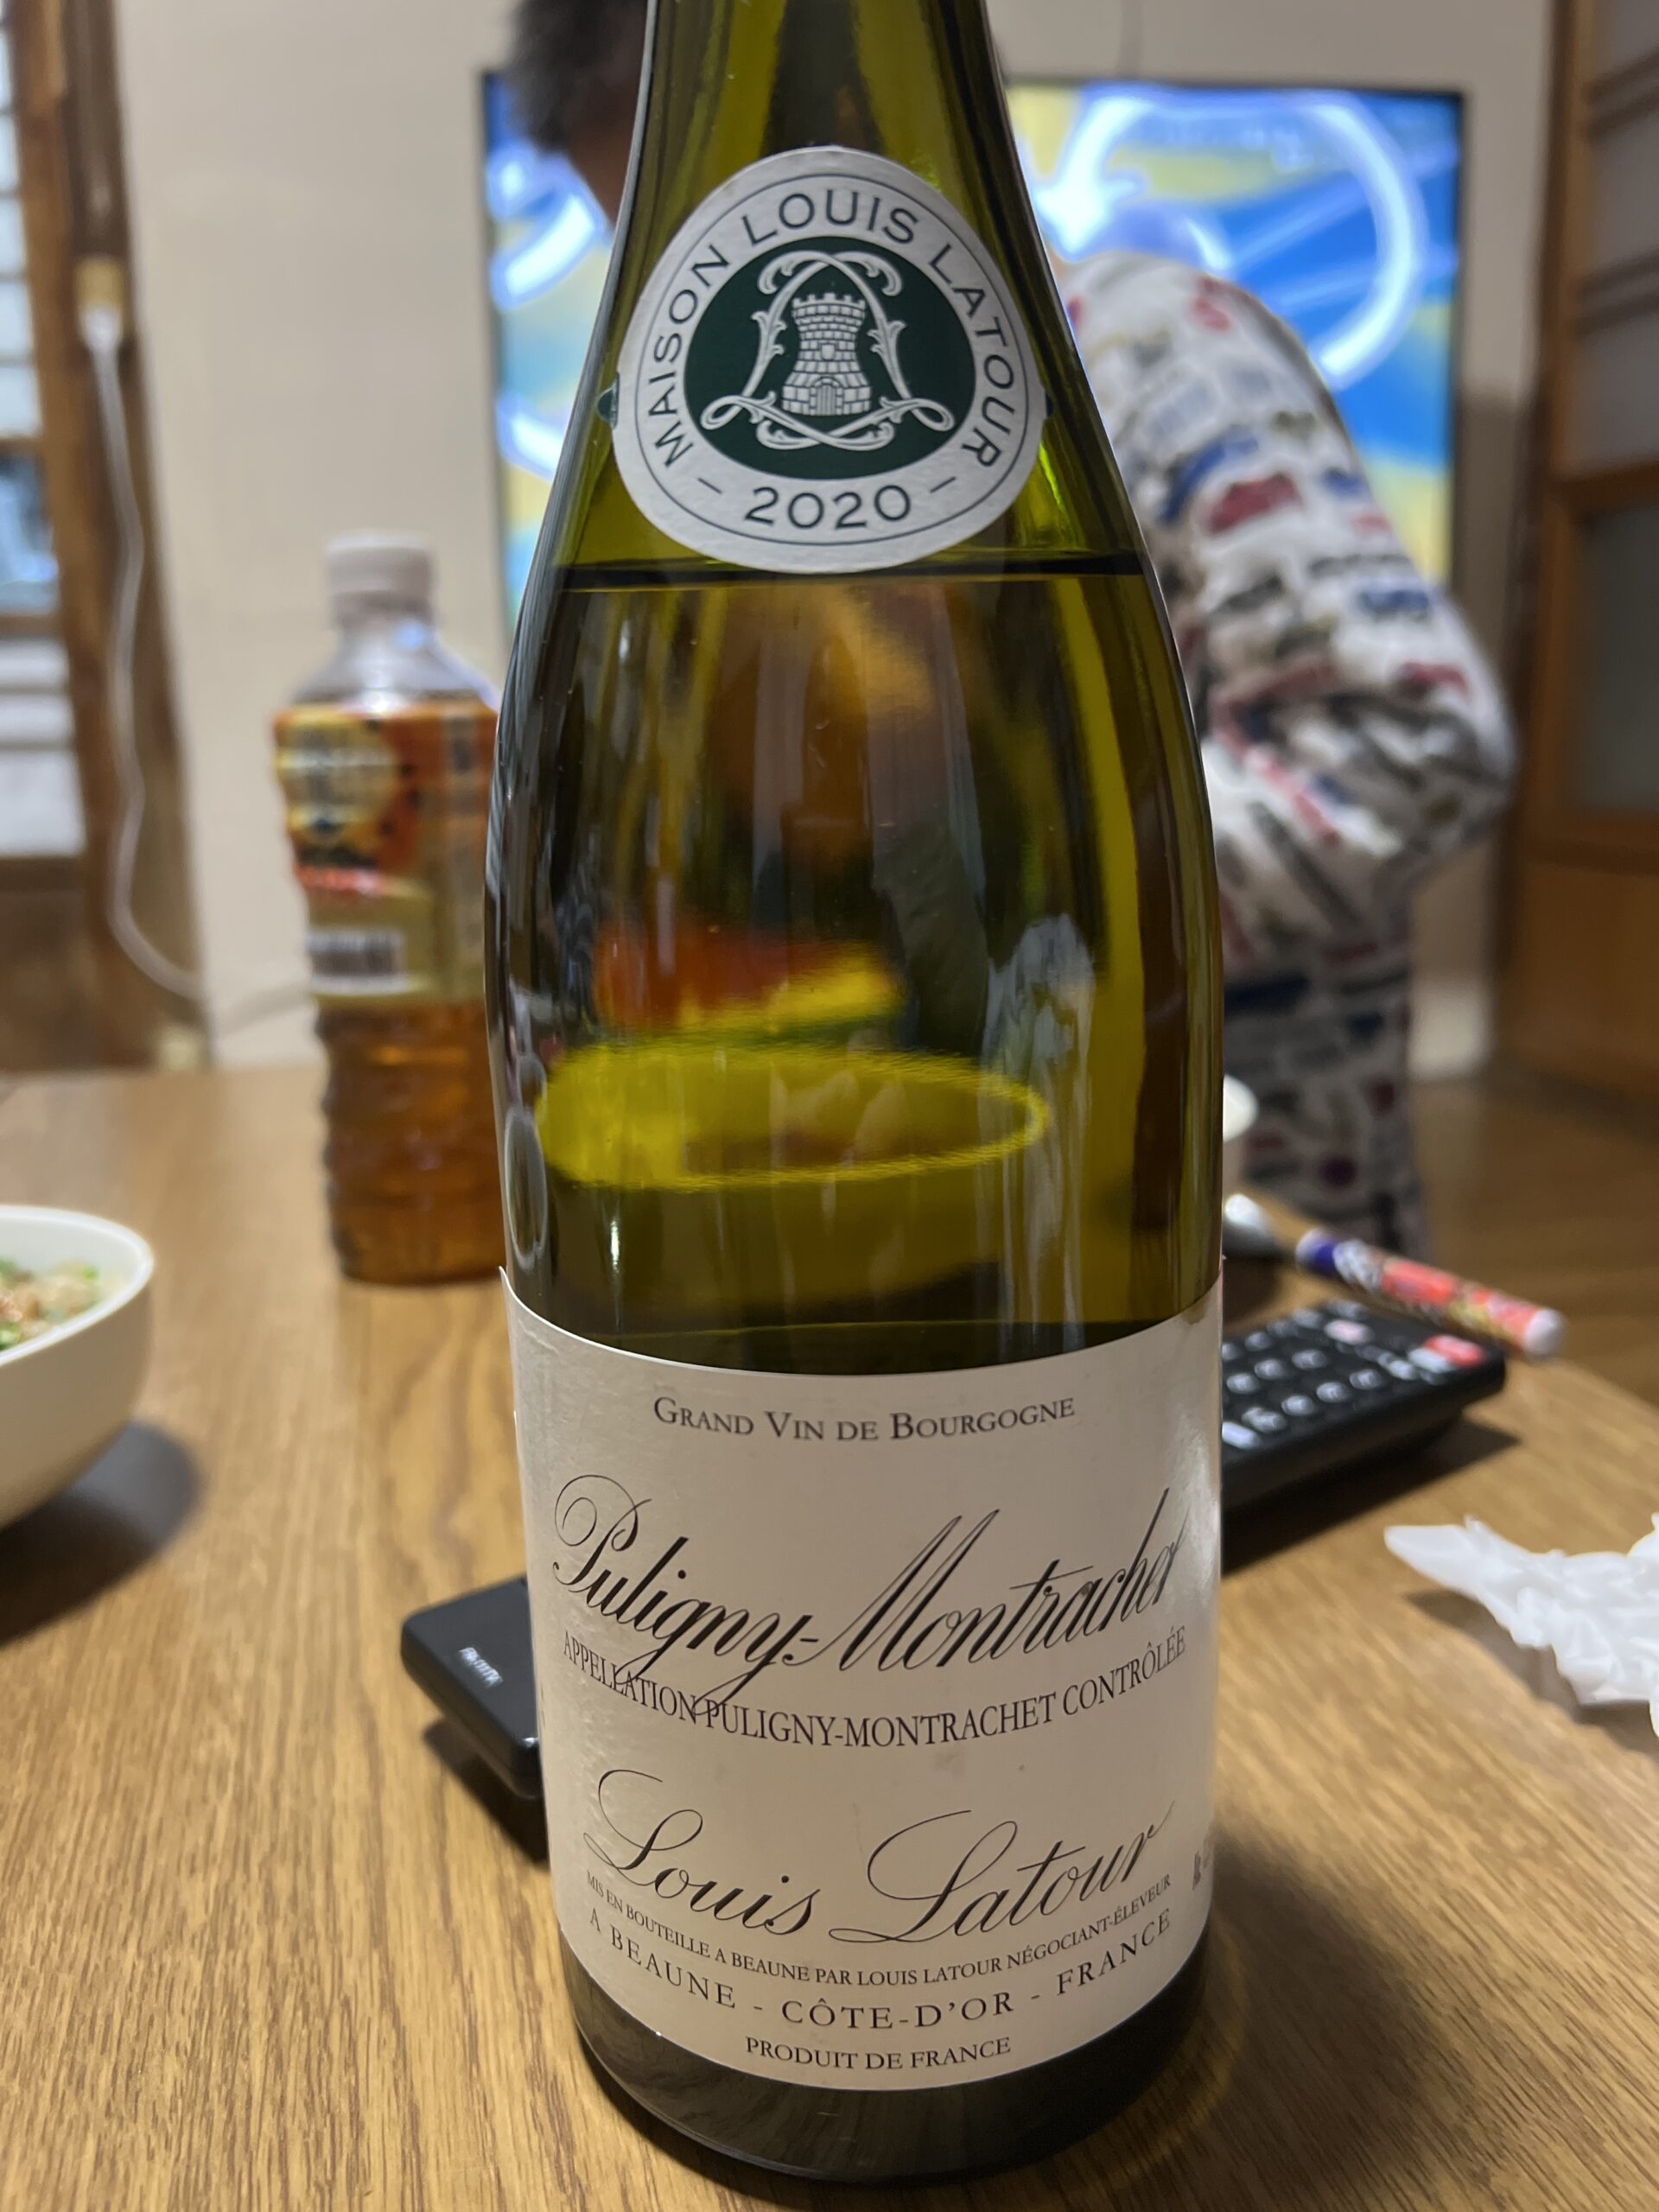 MAISON LOUIS LATOUR
- 2020 -
GRAND VIN DE BOURGOGNE
Puligny-Montrachet
APPELLATION PULIGNY-MONTRACHET CONTRÔLÉE
Louis Latour
MIS EN BOUTEILLE A BEAUNE PAR LOUIS LATOUR NÉGOCIANT-ÉLEVEUR
A BEAUNE - CÔTE-D'OR - FRANCE
PRODUIT DE FRANCE